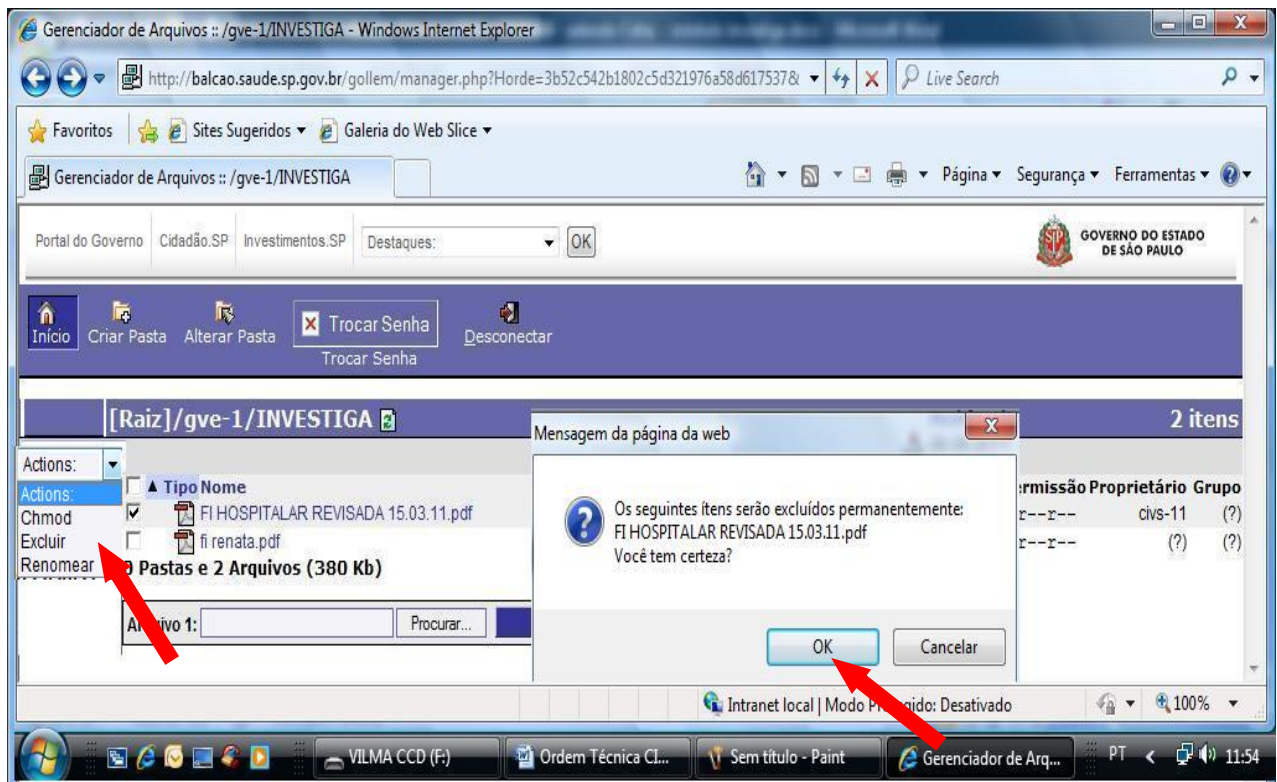 Gerenciador de Arquivos :: /gve-1/INVESTIGA - Windows Internet Explorer
http://balcao.saude.sp.gov.br/gollem/manager.php?Horde=3b52c542b1802c5d321976a58d617537&
Live Search
Favoritos Sites Sugeridos Galeria do Web Slice
Gerenciador de Arquivos :: /gve-1/INVESTIGA
Página Segurança Ferramentas
Portal do Governo Cidadão.SP Investimentos.SP Destaques: OK
GOVERNO DO ESTADO
DE SÃO PAULO
Início Criar Pasta Alterar Pasta Trocar Senha Desconectar
Trocar Senha
[Raiz]/gve-1/INVESTIGA 2 itens
Actions:
Actions:
Chmod
Excluir
Renomear
Tipo Nome
FI HOSPITALAR REVISADA 15.03.11.pdf
fi renata.pdf
Pastas e 2 Arquivos (380 Kb)
Arquivo 1: Procurar...
Mensagem da página da web
Os seguintes ítens serão excluídos permanentemente:
FI HOSPITALAR REVISADA 15.03.11.pdf
Você tem certeza?
OK Cancelar
rmissão Proprietário Grupo
r--r-- civs-11 (?)
r--r-- (?) (?)
Intranet local | Modo Protegido: Desativado 100%
VILMA CCD (F:) Ordem Técnica CI... Sem título - Paint Gerenciador de Arq... PT 11:54